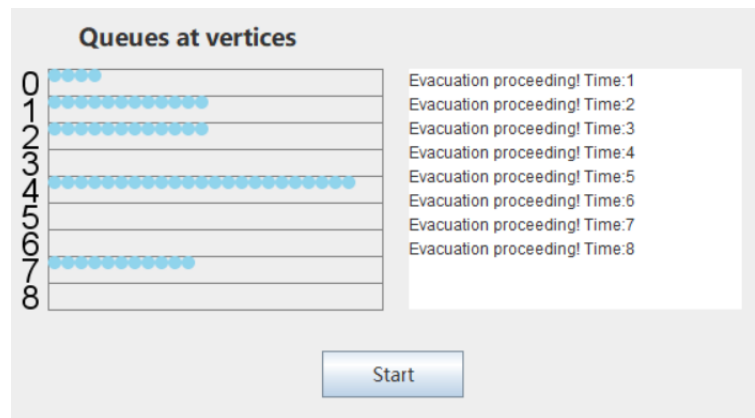 Queues at vertices
0
1
2
3
4
5
6
7
8
Evacuation proceeding! Time:1
Evacuation proceeding! Time:2
Evacuation proceeding! Time:3
Evacuation proceeding! Time:4
Evacuation proceeding! Time:5
Evacuation proceeding! Time:6
Evacuation proceeding! Time:7
Evacuation proceeding! Time:8
Start